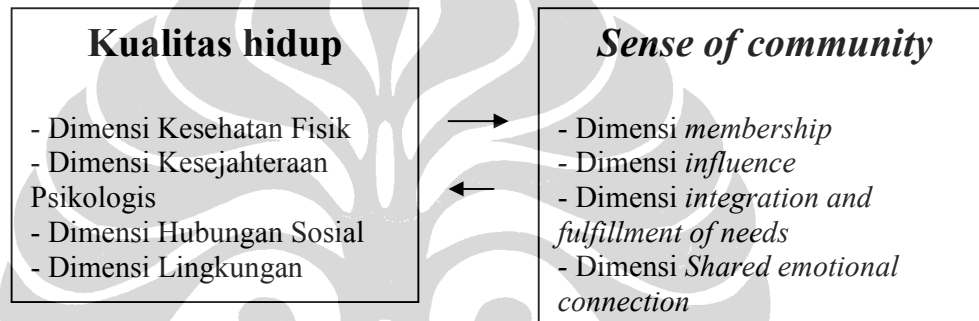 Kualitas hidup
- Dimensi Kesehatan Fisik
- Dimensi Kesejahteraan
Psikologis
- Dimensi Hubungan Sosial
- Dimensi Lingkungan
Sense of community
- Dimensi membership
- Dimensi influence
- Dimensi integration and
fulfillment of needs
- Dimensi Shared emotional
connection